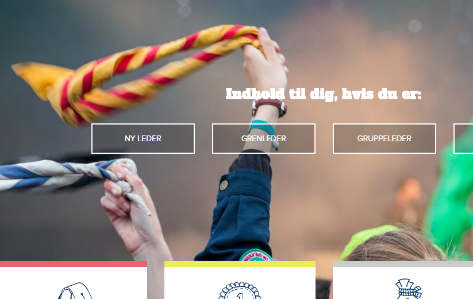 Indhold til dig, hvis du er:
NY LEDER
GRENLEDER
GRUPPELEDER